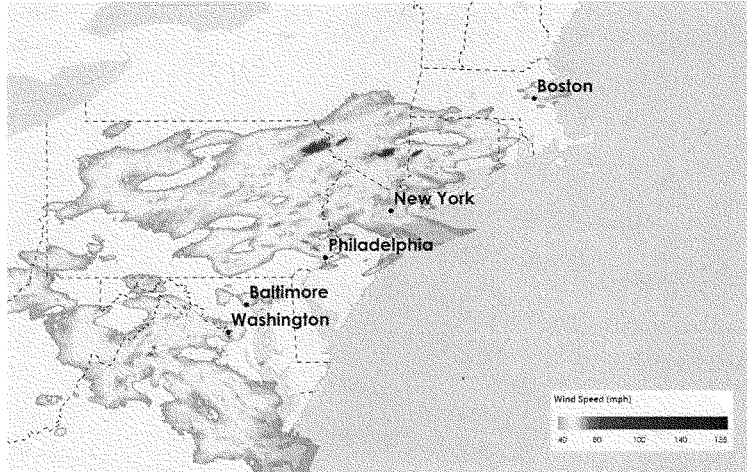 Boston
New York
Philadelphia
Baltimore
Washington
Wind Speed (mph)
40 80 100 140 155